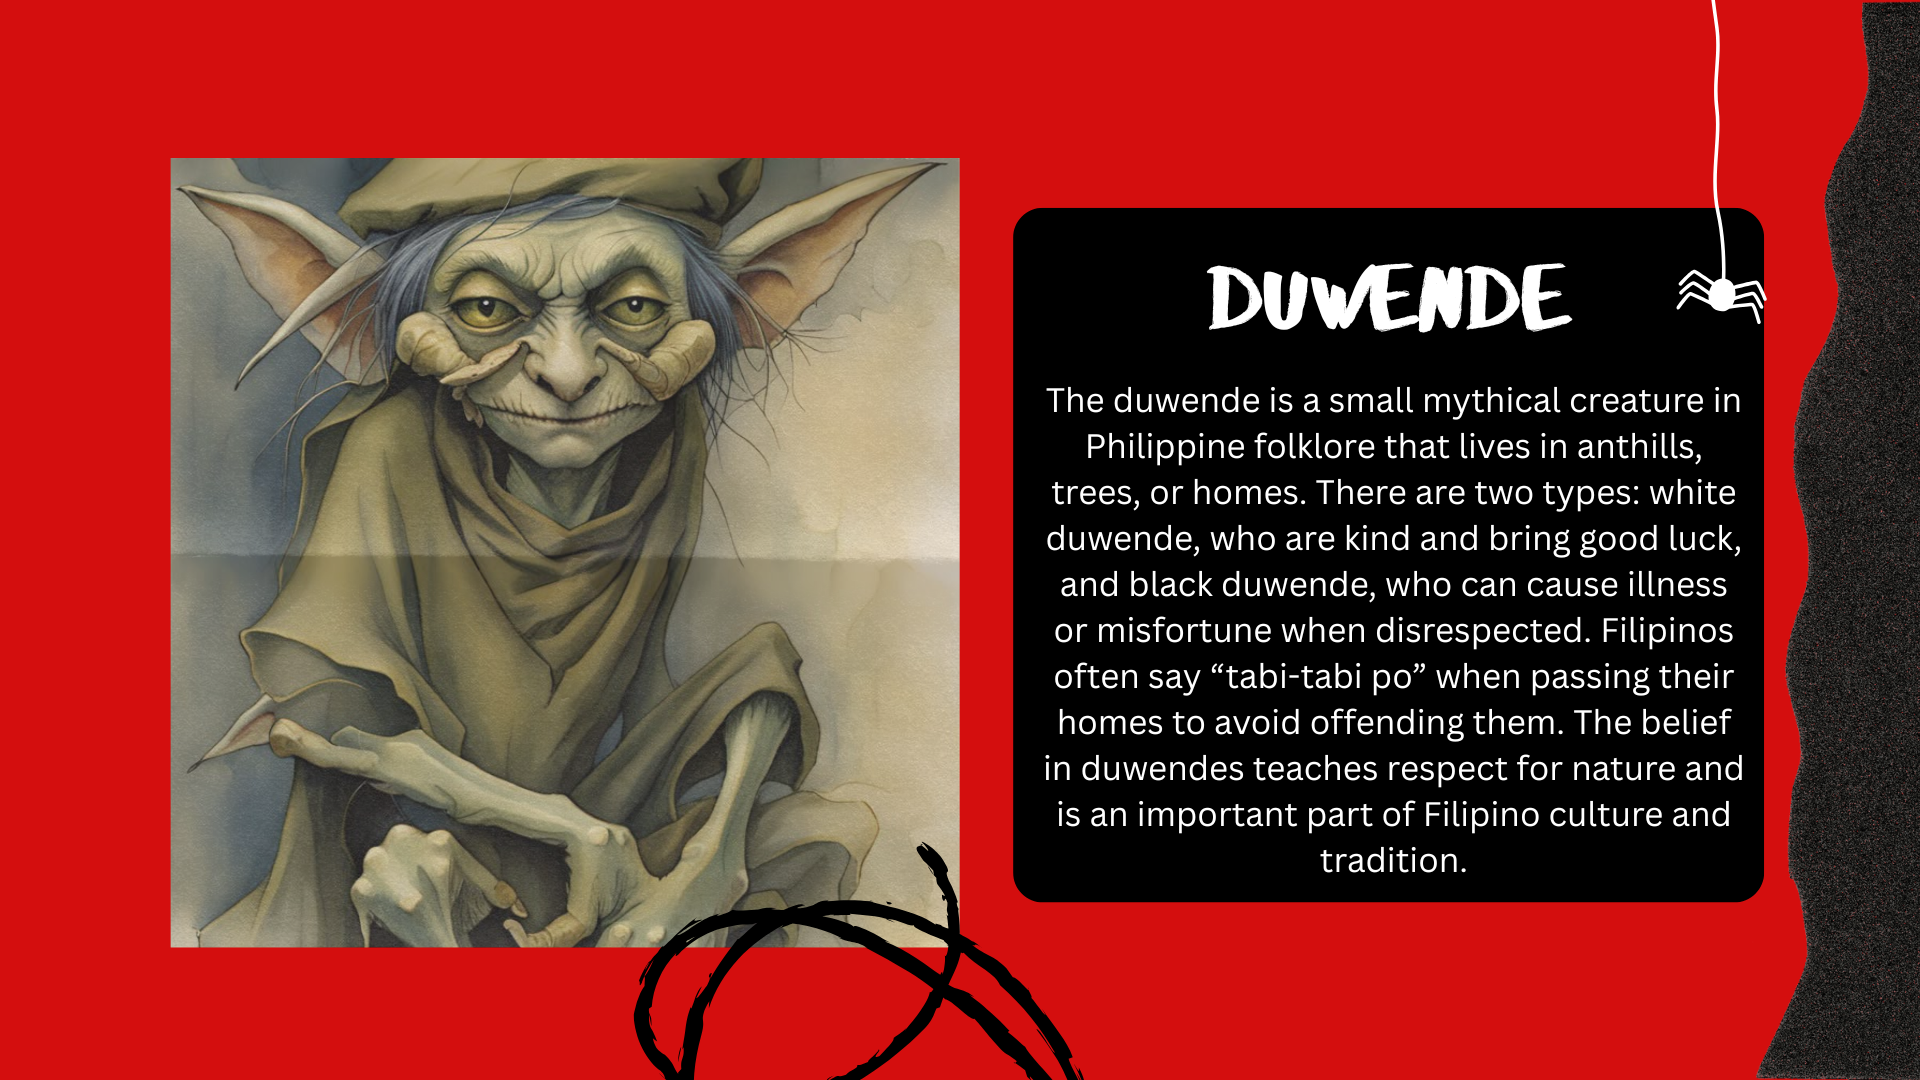 DUWENDE
The duwende is a small mythical creature in
Philippine folklore that lives in anthills,
trees, or homes. There are two types: white
duwende, who are kind and bring good luck,
and black duwende, who can cause illness
or misfortune when disrespected. Filipinos
often say “tabi-tabi po” when passing their
homes to avoid offending them. The belief
in duwendes teaches respect for nature and
is an important part of Filipino culture and
tradition.